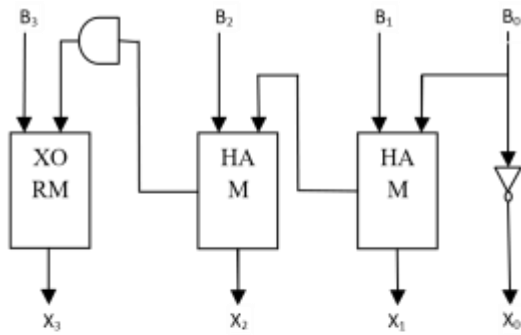 B₃ B₂ B₁ B₀
XO HA HA
RM M M
X₃ X₂ X₁ X₀